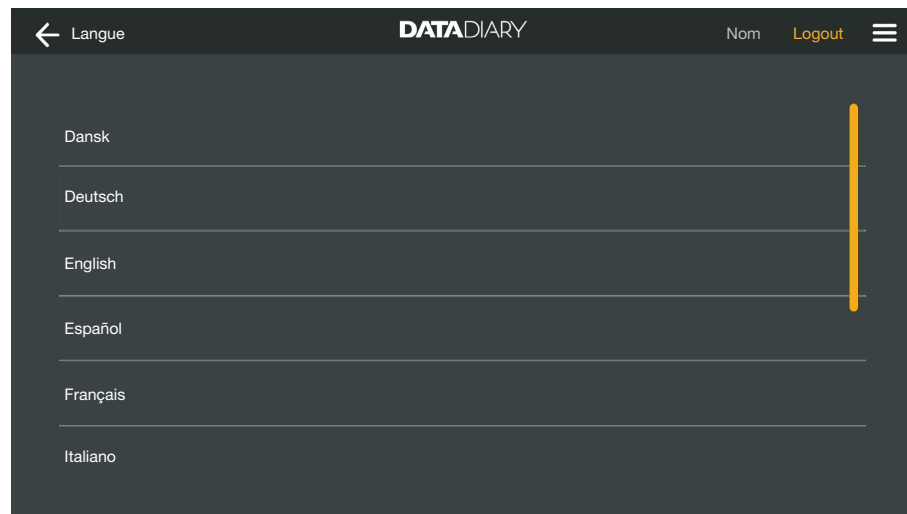 Langue
DATADIARY
Nom
Logout
Dansk
Deutsch
English
Español
Français
Italiano